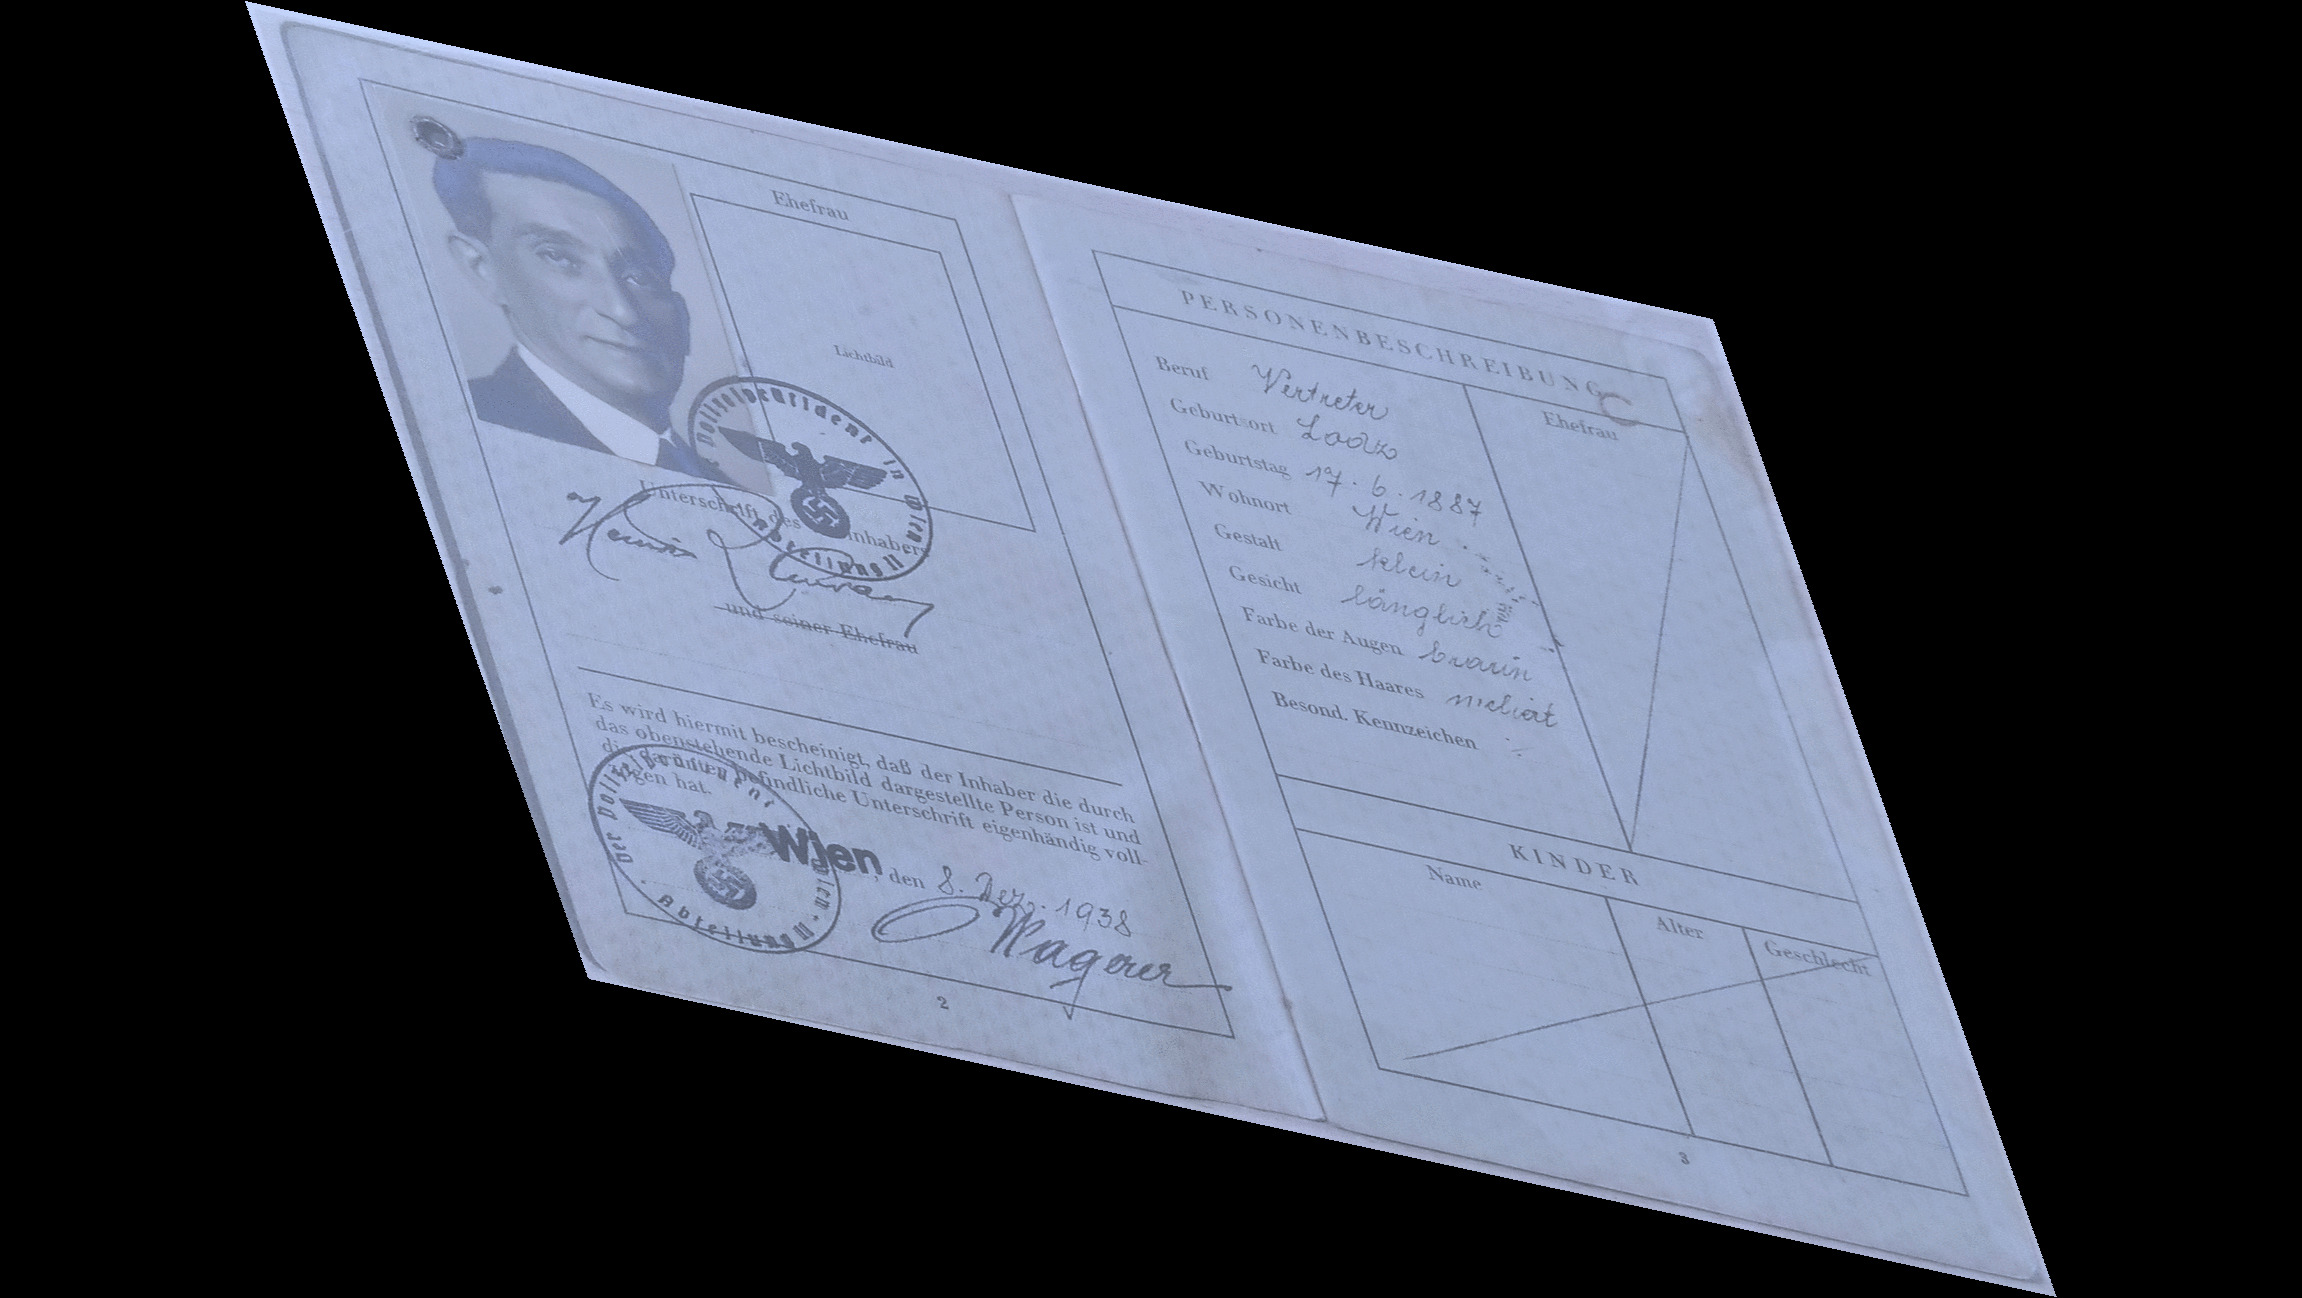 Ehefrau
Lichtbild
Der Polizeipräsident in Wien
Abteilung II
Unterschrift des Inhabers
und seiner Ehefrau
Es wird hiermit bescheinigt, daß der Inhaber die durch
das obenstehende Lichtbild dargestellte Person ist und
die darunter befindliche Unterschrift eigenhändig voll-
zogen hat.
Der Polizeipräsident in Wien
Abteilung II
Wien, den 8. Dez. 1938
Wagner
2
PERSONENBESCHREIBUNG
Ehefrau
Beruf Vertreter
Geburtsort Lodz
Geburtstag 17. 6. 1887
Wohnort Wien
Gestalt klein
Gesicht länglich
Farbe der Augen braun
Farbe des Haares meliert
Besond. Kennzeichen ÷
KINDER
Name Alter Geschlecht
3